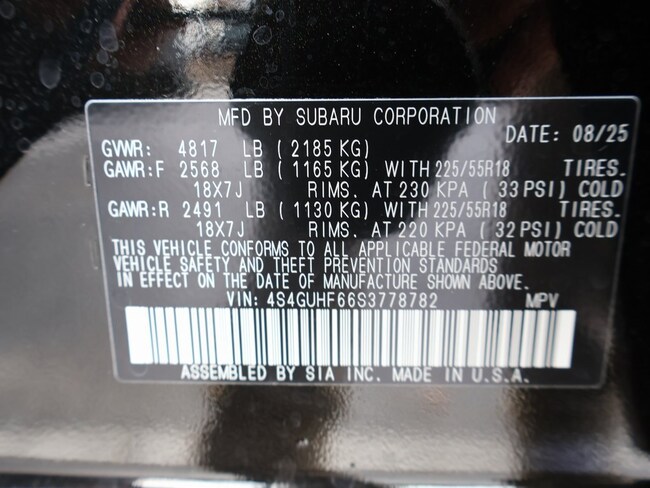 MFD BY SUBARU CORPORATION
DATE: 08/25
GVWR: 4817 LB ( 2185 KG)
GAWR:F 2568 LB ( 1165 KG) WITH 225/55R18 TIRES.
18X7J RIMS. AT 230 KPA ( 33 PSI) COLD
GAWR:R 2491 LB ( 1130 KG) WITH 225/55R18 TIRES.
18X7J RIMS. AT 220 KPA ( 32 PSI) COLD
THIS VEHICLE CONFORMS TO ALL APPLICABLE FEDERAL MOTOR
VEHICLE SAFETY AND THEFT PREVENTION STANDARDS
IN EFFECT ON THE DATE OF MANUFACTURE SHOWN ABOVE.
VIN: 4S4GUHF66S3778782 MPV
ASSEMBLED BY SIA INC. MADE IN U.S.A.